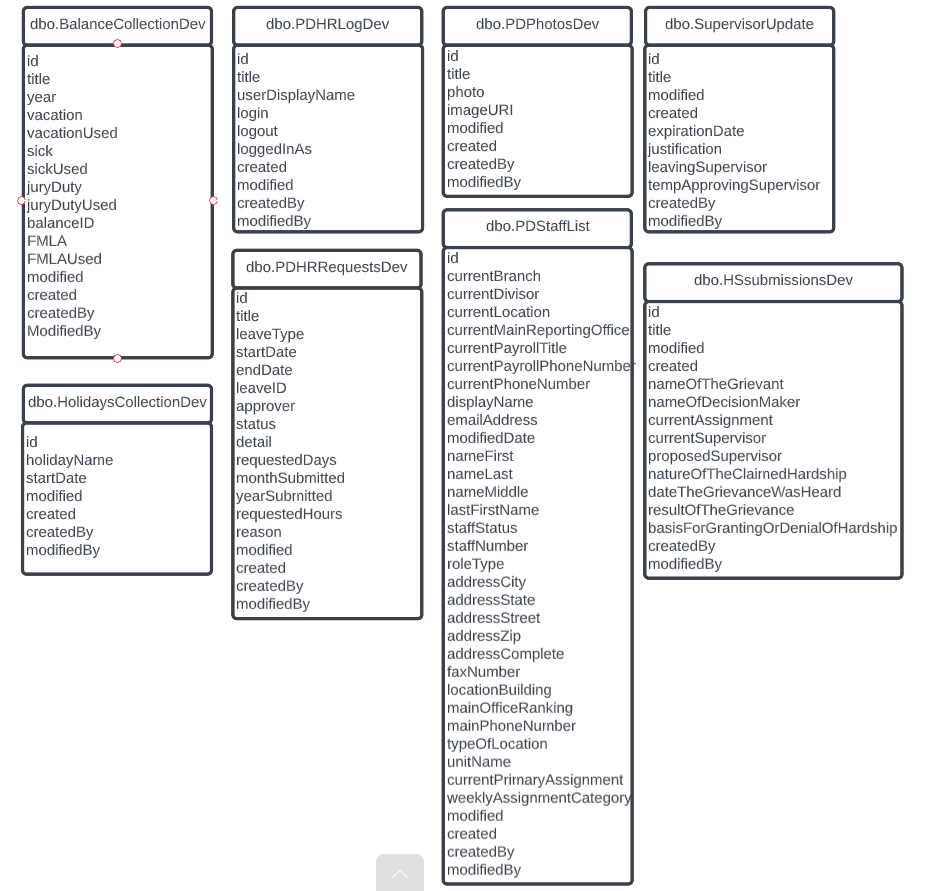 dbo.BalanceCollectionDev
id
title
year
vacation
vacationUsed
sick
sickUsed
juryDuty
juryDutyUsed
balanceID
FMLA
FMLAUsed
modified
created
createdBy
ModifiedBy
dbo.HolidaysCollectionDev
id
holidayName
startDate
modified
created
createdBy
modifiedBy
dbo.PDHRLogDev
id
title
userDisplayName
login
logout
loggedInAs
created
modified
createdBy
modifiedBy
dbo.PDHRRequestsDev
id
title
leaveType
startDate
endDate
leaveID
approver
status
detail
requestedDays
monthSubmitted
yearSubmitted
requestedHours
reason
modified
created
createdBy
modifiedBy
dbo.PDPhotosDev
id
title
photo
imageURI
modified
created
createdBy
modifiedBy
dbo.PDStaffList
id
currentBranch
currentDivisor
currentLocation
currentMainReportingOffice
currentPayrollTitle
currentPayrollPhoneNumber
currentPhoneNumber
displayName
emailAddress
modifiedDate
nameFirst
nameLast
nameMiddle
lastFirstName
staffStatus
staffNumber
roleType
addressCity
addressState
addressStreet
addressZip
addressComplete
faxNumber
locationBuilding
mainOfficeRanking
mainPhoneNumber
typeOfLocation
unitName
currentPrimaryAssignment
weeklyAssignmentCategory
modified
created
createdBy
modifiedBy
dbo.SupervisorUpdate
id
title
modified
created
expirationDate
justification
leavingSupervisor
tempApprovingSupervisor
createdBy
modifiedBy
dbo.HSsubmissionsDev
id
title
modified
created
nameOfTheGrievant
nameOfDecisionMaker
currentAssignment
currentSupervisor
proposedSupervisor
natureOfTheClaimedHardship
dateTheGrievanceWasHeard
resultOfTheGrievance
basisForGrantingOrDenialOfHardship
createdBy
modifiedBy